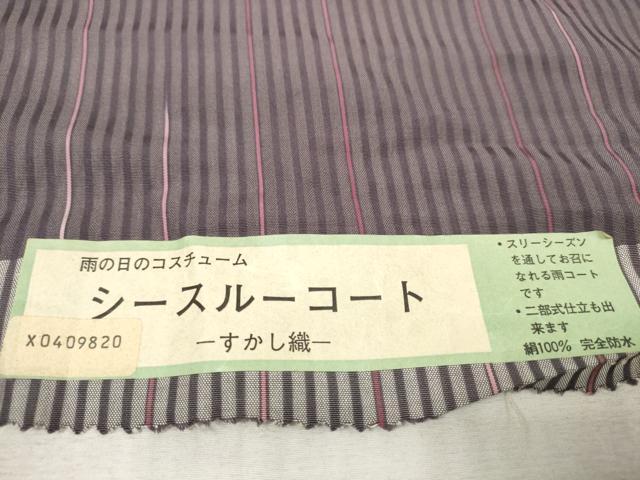 雨の日のコスチューム
シースルーコート
―すかし織―
X0409820
・スリーシーズン
を通してお召に
なれる雨コート
です
・二部式仕立も出
来ます
絹100% 完全防水